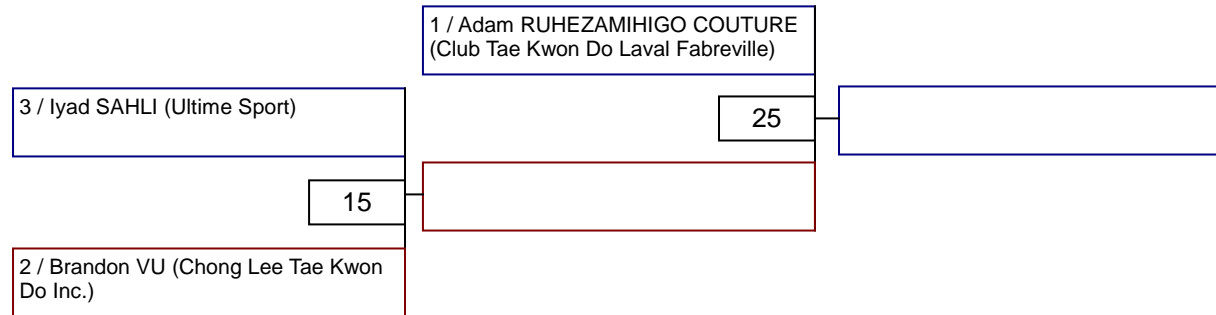 1 / Adam RUHEZAMIHIGO COUTURE
(Club Tae Kwon Do Laval Fabreville)
3 / Iyad SAHLI (Ultime Sport)
25
15
2 / Brandon VU (Chong Lee Tae Kwon
Do Inc.)